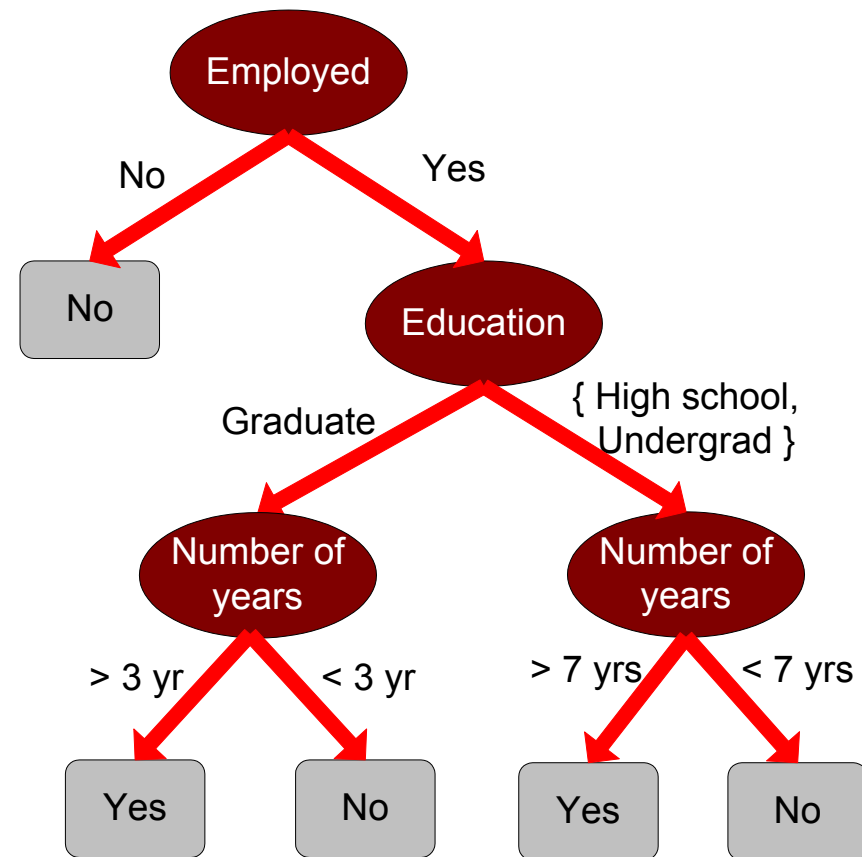 Employed
No
Yes
No
Education
Graduate
{ High school,
Undergrad }
Number of
years
Number of
years
> 3 yr
< 3 yr
> 7 yrs
< 7 yrs
Yes
No
Yes
No